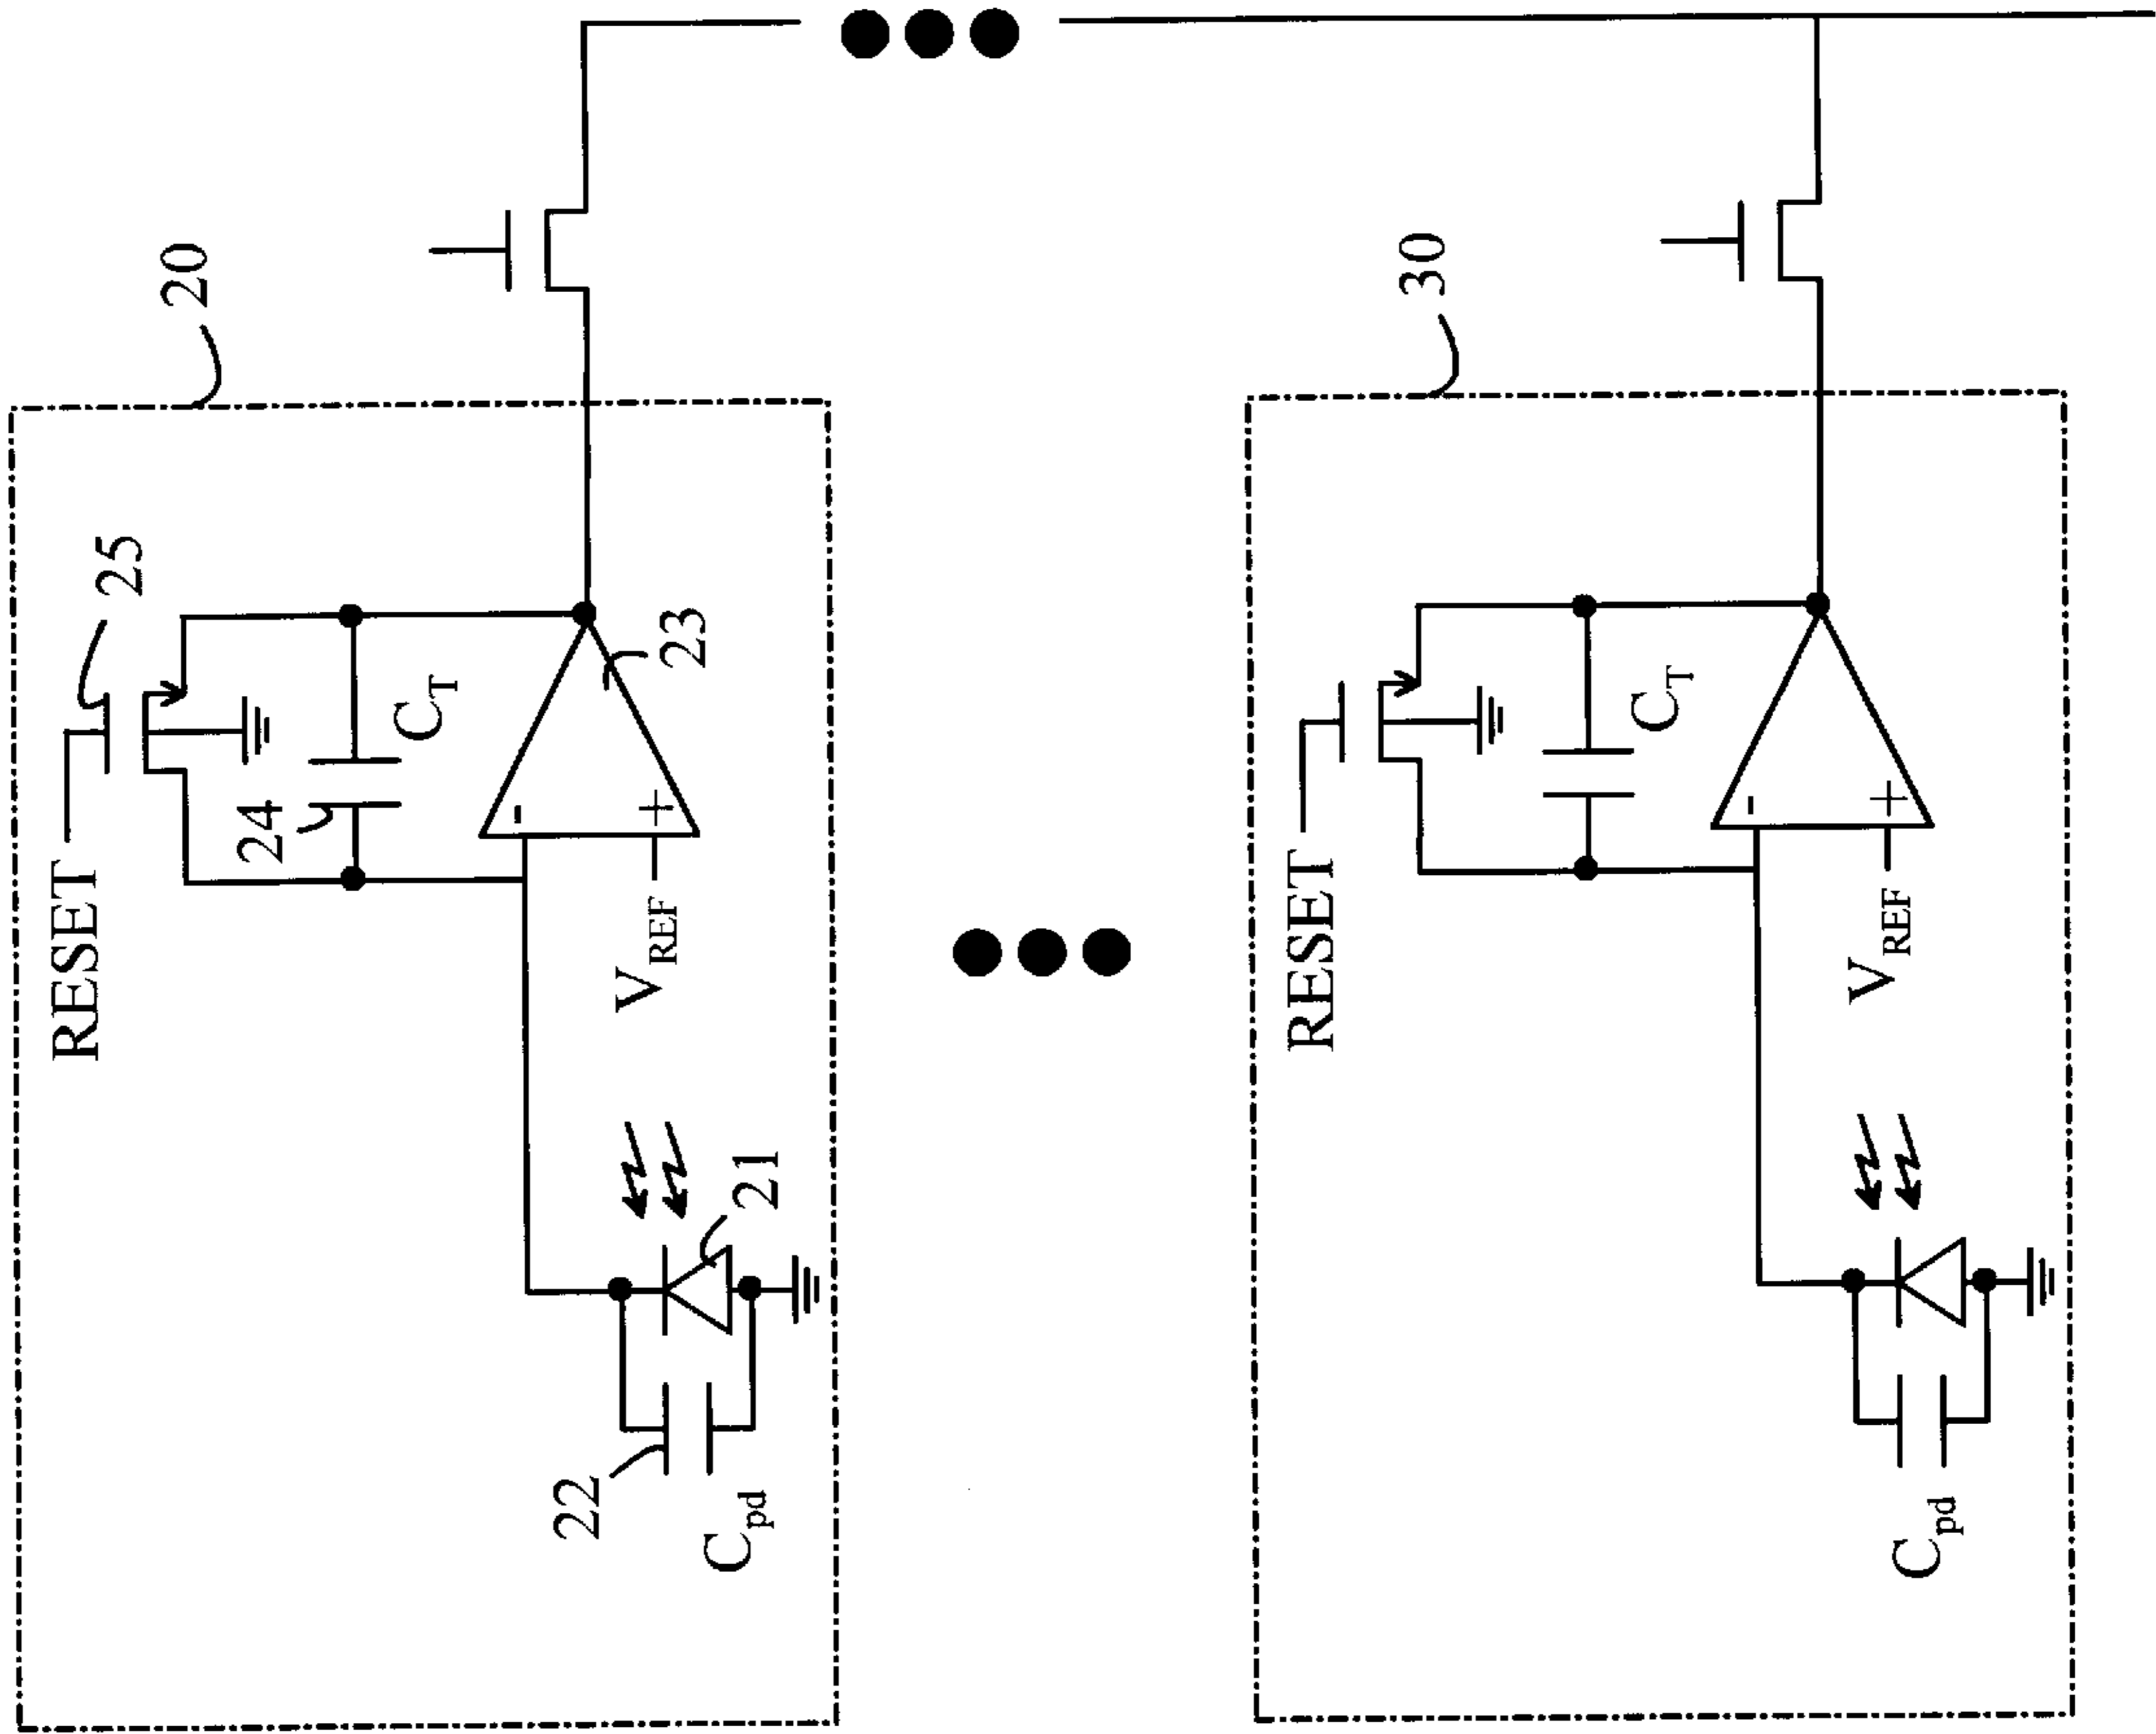 20
RESET
25
24
C_T
-
+
23
V_REF
21
22
C_pd
30
RESET
C_T
-
+
V_REF
C_pd